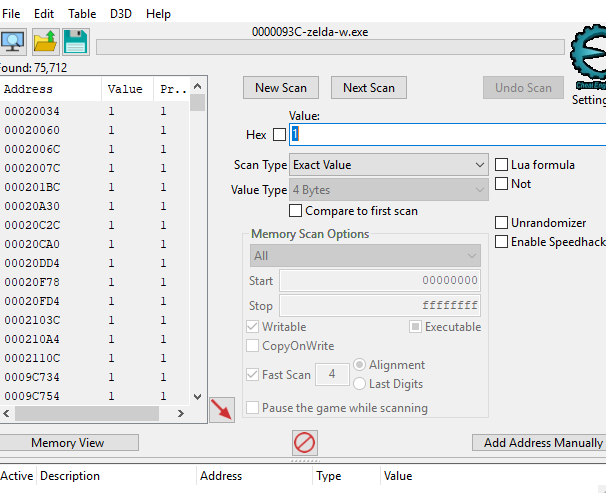 File Edit Table D3D Help
0000093C-zelda-w.exe
Found: 75,712
Address Value Pr..
00020034 1 1
00020060 1 1
0002006C 1 1
0002007C 1 1
000201BC 1 1
00020A30 1 1
00020C2C 1 1
00020CA0 1 1
00020DD4 1 1
00020F78 1 1
00020FD4 1 1
0002103C 1 1
000210A4 1 1
0002110C 1 1
0009C734 1 1
0009C754 1 1
New Scan Next Scan Undo Scan
Cheat Eng
Setting
Value:
Hex 1
Scan Type Exact Value
Lua formula
Value Type 4 Bytes
Not
Compare to first scan
Unrandomizer
Enable Speedhack
Memory Scan Options
All
Start 00000000
Stop ffffffff
Writable Executable
CopyOnWrite
Fast Scan 4 Alignment
Last Digits
Pause the game while scanning
Memory View Add Address Manually
Active Description Address Type Value